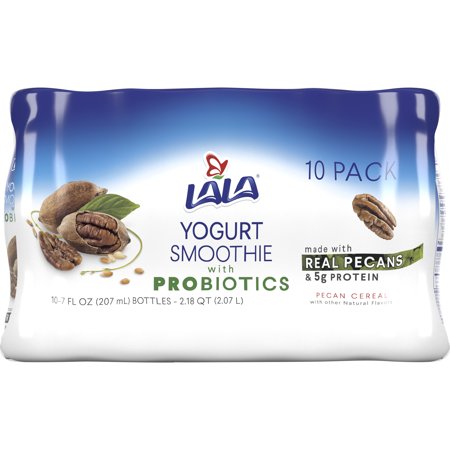 LALA
10 PACK
YOGURT
SMOOTHIE
with
PROBIOTICS
made with
REAL PECANS
& 5g PROTEIN
10-7 FL OZ (207 mL) BOTTLES - 2.18 QT (2.07 L)
PECAN CEREAL
with other Natural Flavors
OBIOTICS